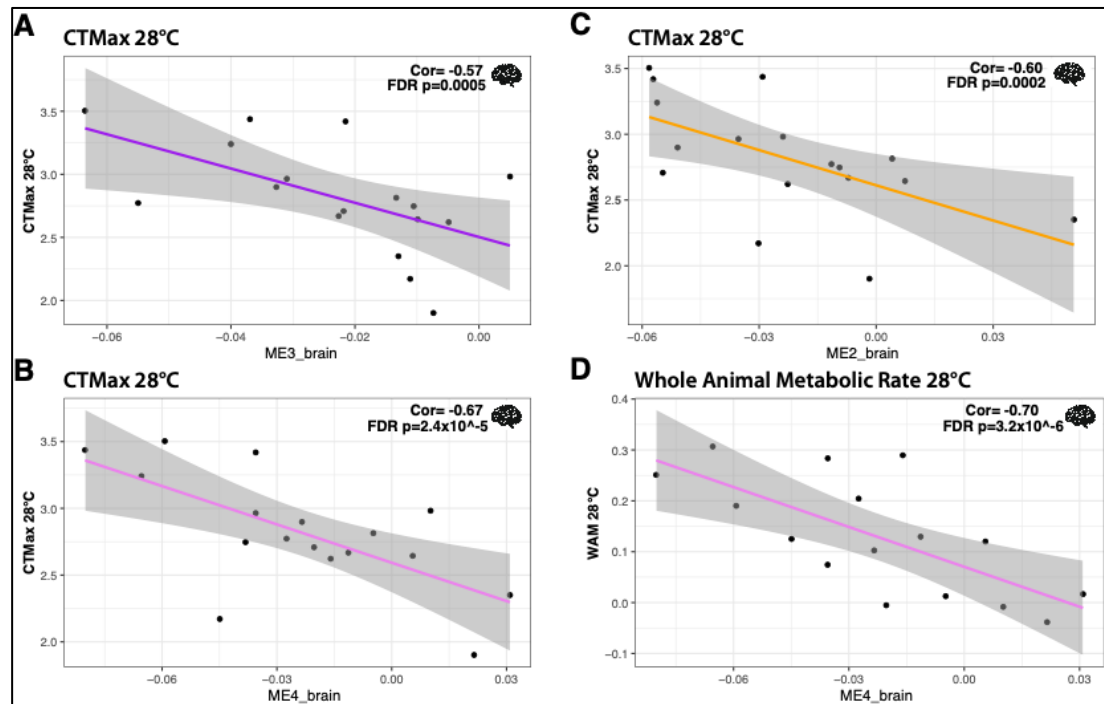 A
CTMax 28°C
Cor= -0.57
FDR p=0.0005
CTMax 28°C
3.5
3.0
2.5
2.0
−0.06
−0.04
−0.02
0.00
ME3_brain
C
CTMax 28°C
Cor= -0.60
FDR p=0.0002
CTMax 28°C
3.5
3.0
2.5
2.0
−0.06
−0.03
0.00
0.03
ME2_brain
B
CTMax 28°C
Cor= -0.67
FDR p=2.4x10^-5
CTMax 28°C
3.5
3.0
2.5
2.0
−0.06
−0.03
0.00
0.03
ME4_brain
D
Whole Animal Metabolic Rate 28°C
Cor= -0.70
FDR p=3.2x10^-6
WAM 28°C
0.4
0.3
0.2
0.1
0.0
−0.1
−0.06
−0.03
0.00
0.03
ME4_brain